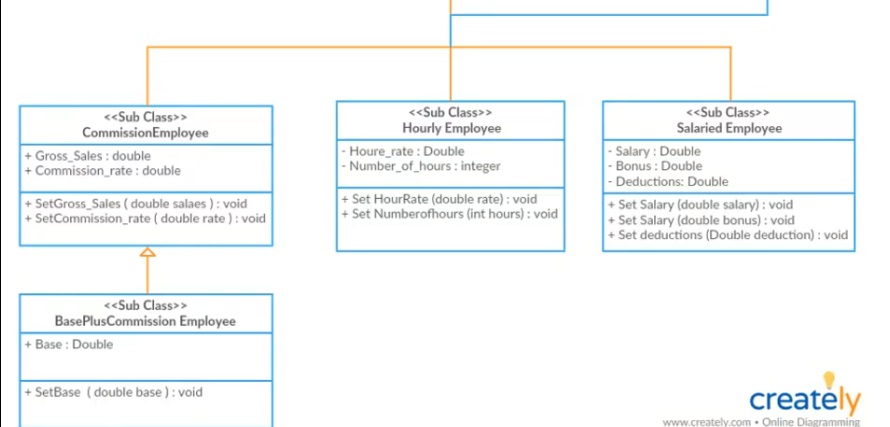 <<Sub Class>>
CommissionEmployee
+ Gross_Sales : double
+ Commission_rate : double
+ SetGross_Sales ( double salaes ) : void
+ SetCommission_rate ( double rate ) : void
<<Sub Class>>
Hourly Employee
- Houre_rate : Double
- Number_of_hours : integer
+ Set HourRate (double rate) : void
+ Set Numberofhours (int hours) : void
<<Sub Class>>
Salaried Employee
- Salary : Double
- Bonus : Double
- Deductions: Double
+ Set Salary (double salary) : void
+ Set Salary (double bonus) : void
+ Set deductions (Double deduction) : void
<<Sub Class>>
BasePlusCommission Employee
+ Base : Double
+ SetBase ( double base ) : void
creately
www.creately.com • Online Diagramming